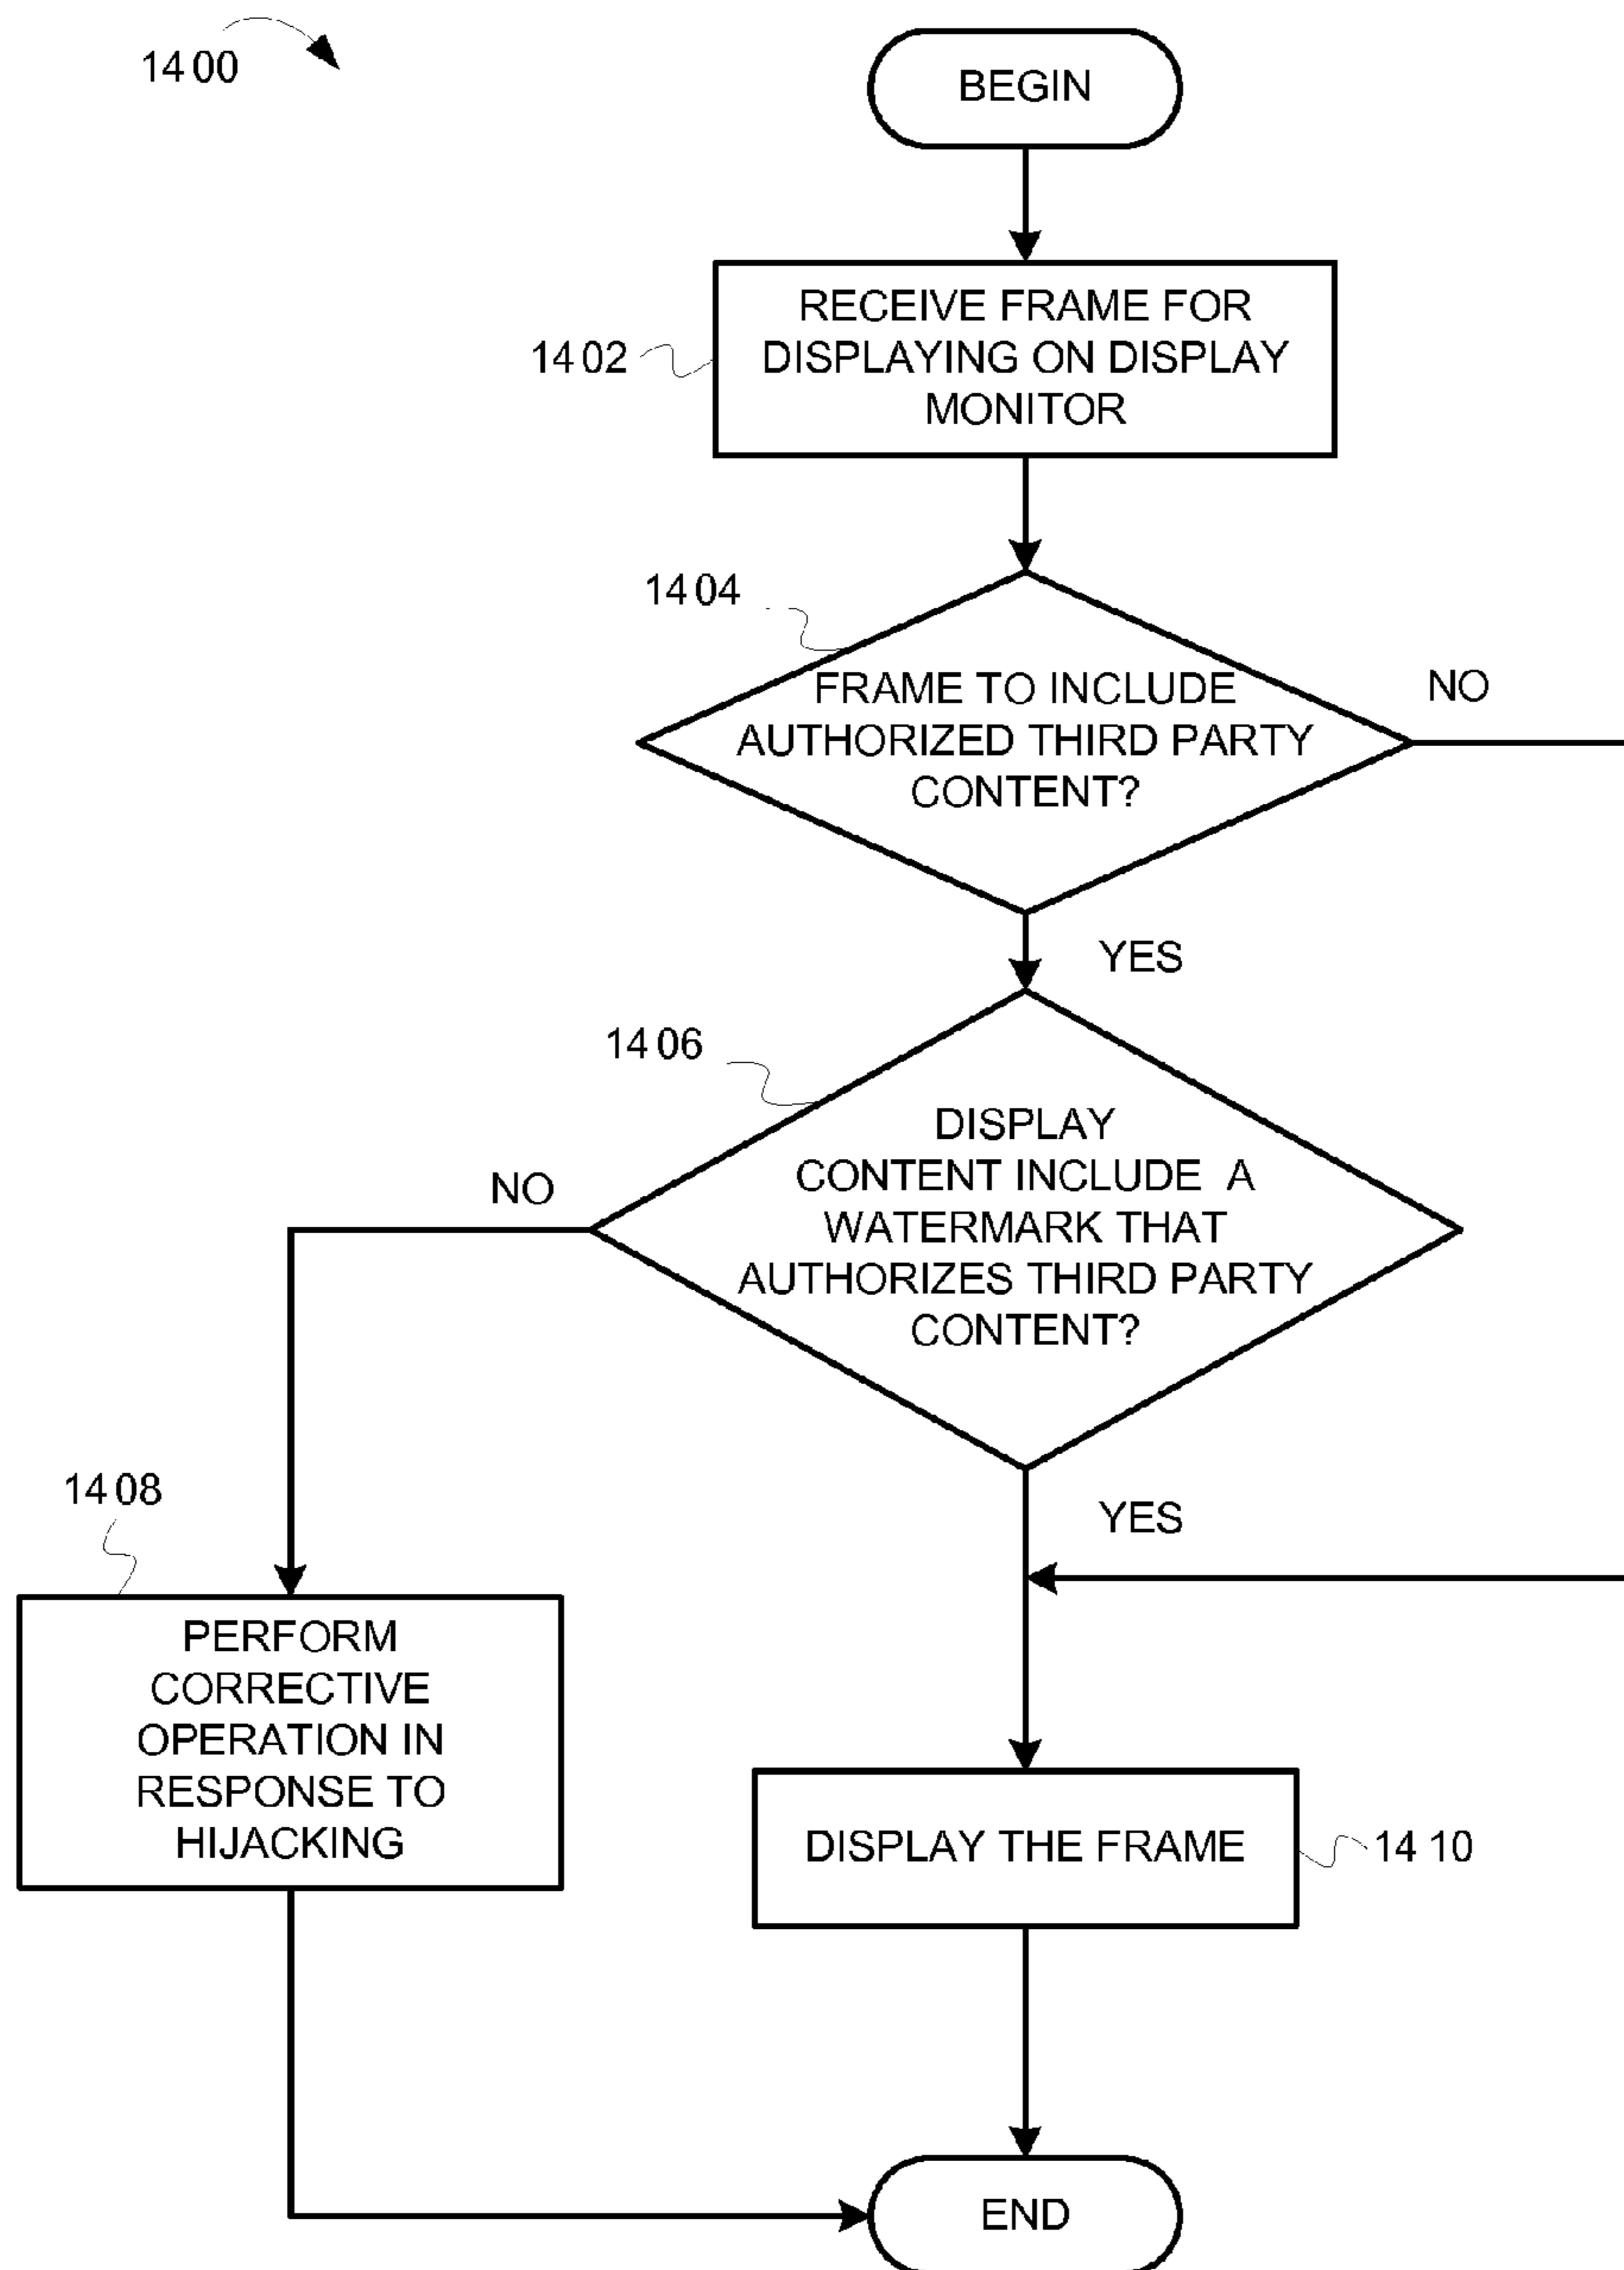 1400
BEGIN
RECEIVE FRAME FOR
DISPLAYING ON DISPLAY
MONITOR
1402
1404
FRAME TO INCLUDE
AUTHORIZED THIRD PARTY
CONTENT?
NO
YES
1406
DISPLAY
CONTENT INCLUDE A
WATERMARK THAT
AUTHORIZES THIRD PARTY
CONTENT?
NO
YES
1408
PERFORM
CORRECTIVE
OPERATION IN
RESPONSE TO
HIJACKING
DISPLAY THE FRAME
1410
END